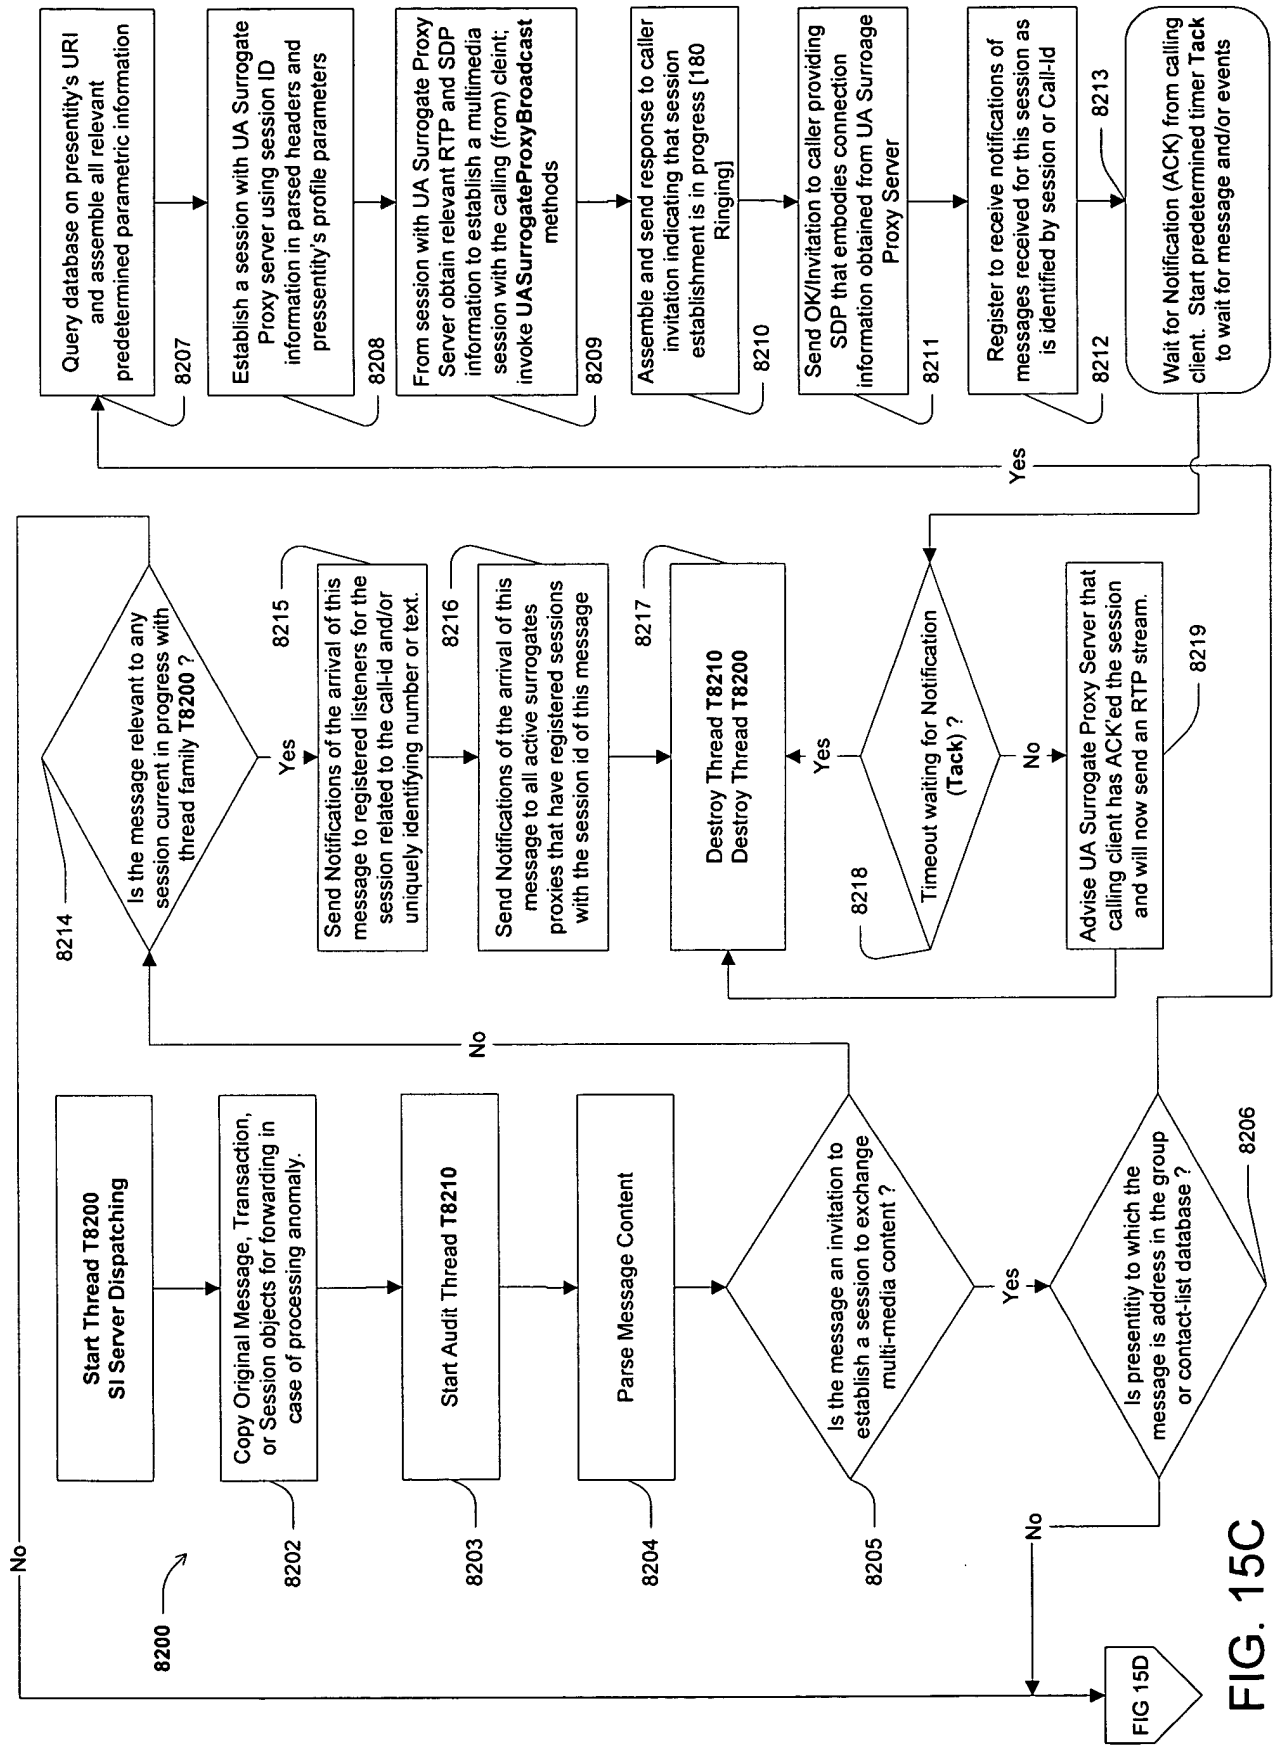 No
8200
Start Thread T8200
SI Server Dispatching
8202
Copy Original Message, Transaction,
or Session objects for forwarding in
case of processing anomaly.
8203
Start Audit Thread T8210
8204
Parse Message Content
8205
Is the message an invitation to
establish a session to exchange
multi-media content ?
No
Yes
8206
Is presentitiy to which the
message is address in the group
or contact-list database ?
No
FIG 15D
8214
Is the message relevant to any
session current in progress with
thread family T8200 ?
Yes
8215
Send Notifications of the arrival of this
message to registered listeners for the
session related to the call-id and/or
uniquely identifying number or text.
8216
Send Notifications of the arrival of this
message to all active surrogates
proxies that have registered sessions
with the session id of this message
8217
Destroy Thread T8210
Destroy Thread T8200
Yes
8218
Timeout waiting for Notification
(Tack) ?
No
Advise UA Surrogate Proxy Server that
calling client has ACK'ed the session
and will now send an RTP stream.
8219
Yes
Query database on presentity's URI
and assemble all relevant
predetermined parametric information
8207
Establish a session with UA Surrogate
Proxy server using session ID
information in parsed headers and
pressentity's profile parameters
8208
From session with UA Surrogate Proxy
Server obtain relevant RTP and SDP
information to establish a multimedia
session with the calling (from) cleint;
invoke UASurrogateProxyBroadcast
methods
8209
Assemble and send response to caller
invitation indicating that session
establishment is in progress [180
Ringing]
8210
Send OK/Invitation to caller providing
SDP that embodies connection
information obtained from UA Surroage
Proxy Server
8211
Register to receive notifications of
messages received for this session as
is identified by session or Call-Id
8212
8213
Wait for Notification (ACK) from calling
client. Start predetermined timer Tack
to wait for message and/or events
FIG. 15C